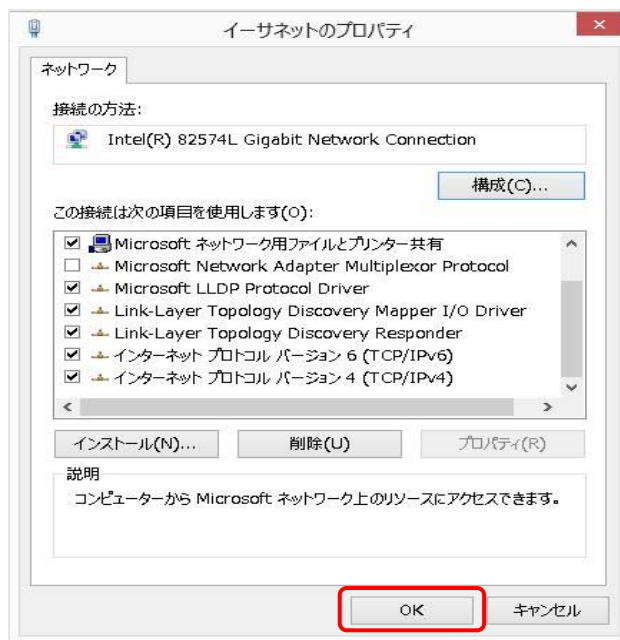 イーサネットのプロパティ
ネットワーク
接続の方法:
Intel(R) 82574L Gigabit Network Connection
構成(C)...
この接続は次の項目を使用します(O):
Microsoft ネットワーク用ファイルとプリンター共有
Microsoft Network Adapter Multiplexor Protocol
Microsoft LLDP Protocol Driver
Link-Layer Topology Discovery Mapper I/O Driver
Link-Layer Topology Discovery Responder
インターネット プロトコル バージョン 6 (TCP/IPv6)
インターネット プロトコル バージョン 4 (TCP/IPv4)
インストール(N)... 削除(U) プロパティ(R)
説明
コンピューターから Microsoft ネットワーク上のリソースにアクセスできます。
OK キャンセル